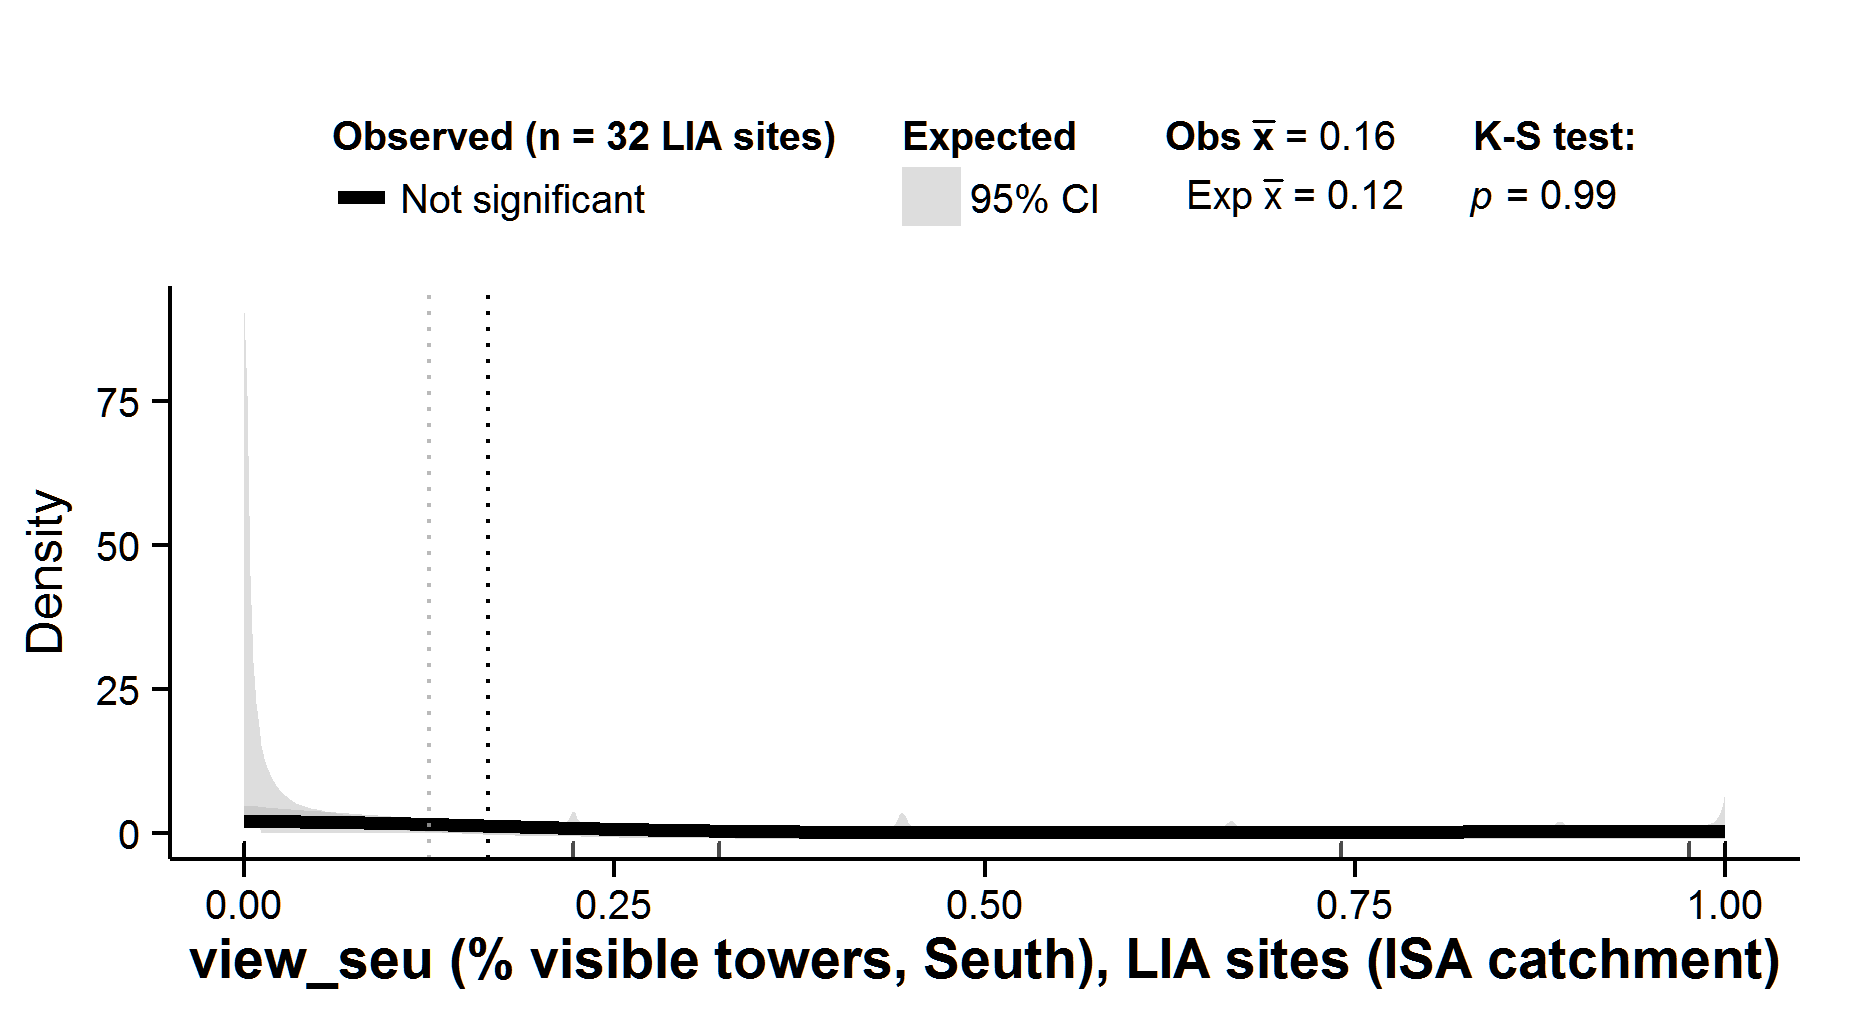 Observed (n = 32 LIA sites) Expected Obs x̅ = 0.16 K-S test:
Not significant 95% CI Exp x̅ = 0.12 p = 0.99
Density
75
50
25
0
0.00 0.25 0.50 0.75 1.00
view_seu (% visible towers, Seuth), LIA sites (ISA catchment)